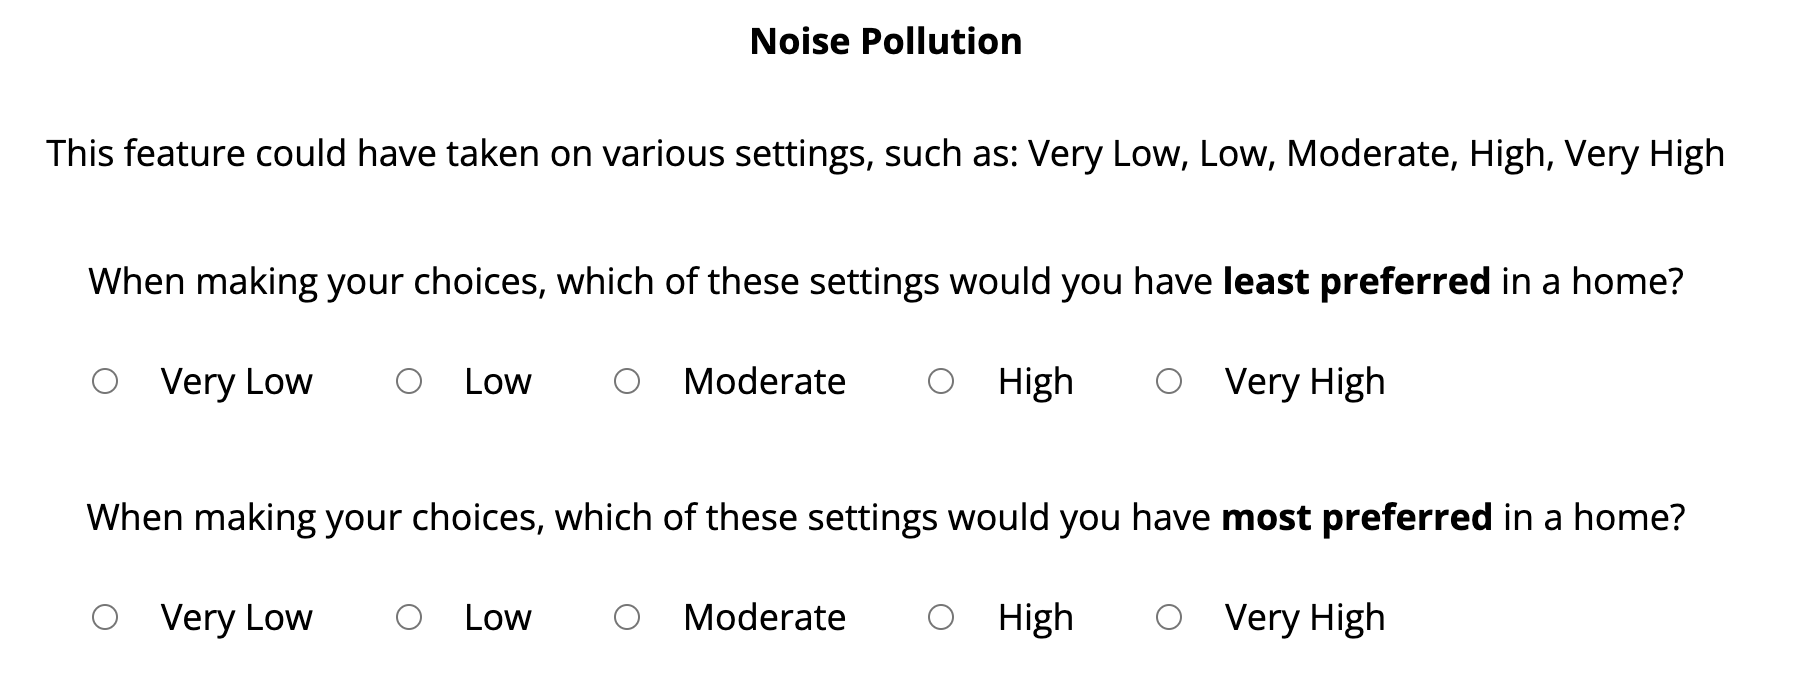 Noise Pollution
This feature could have taken on various settings, such as: Very Low, Low, Moderate, High, Very High
When making your choices, which of these settings would you have least preferred in a home?
Very Low Low Moderate High Very High
When making your choices, which of these settings would you have most preferred in a home?
Very Low Low Moderate High Very High